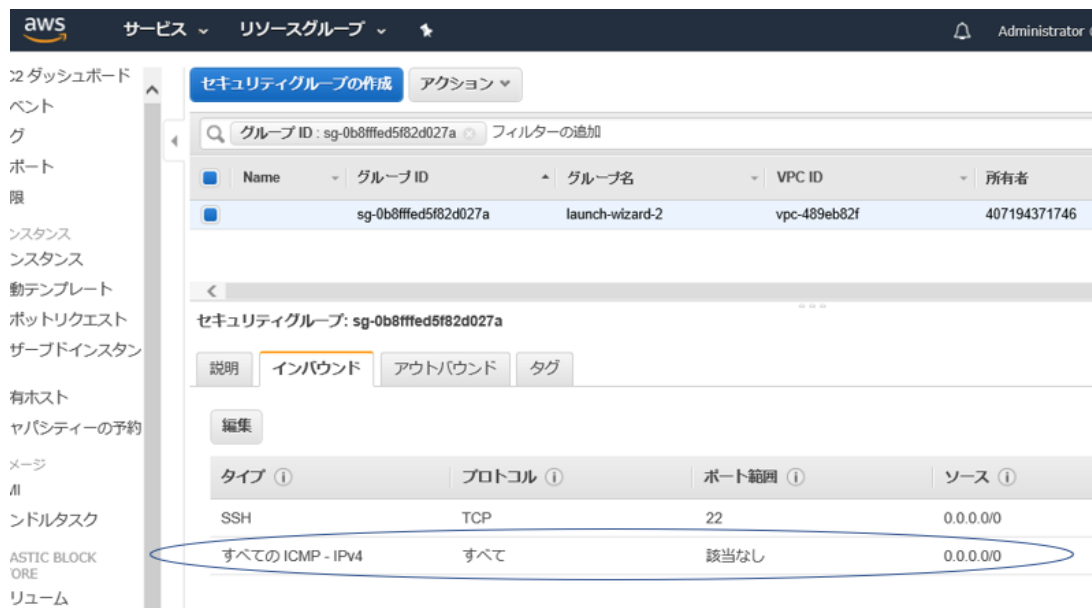 aws サービス リソースグループ Administrator
C2 ダッシュボード
ベント
グ
ポート
限
ンスタンス
ンスタンス
動テンプレート
ポットリクエスト
ザーブドインスタン
有ホスト
ャパシティーの予約
メージ
MI
ンドルタスク
ASTIC BLOCK
ORE
リューム
セキュリティグループの作成 アクション
グループ ID : sg-0b8fffed5f82d027a フィルターの追加
Name グループ ID グループ名 VPC ID 所有者
sg-0b8fffed5f82d027a launch-wizard-2 vpc-489eb82f 407194371746
セキュリティグループ: sg-0b8fffed5f82d027a
説明 インバウンド アウトバウンド タグ
編集
タイプ プロトコル ポート範囲 ソース
SSH TCP 22 0.0.0.0/0
すべての ICMP - IPv4 すべて 該当なし 0.0.0.0/0